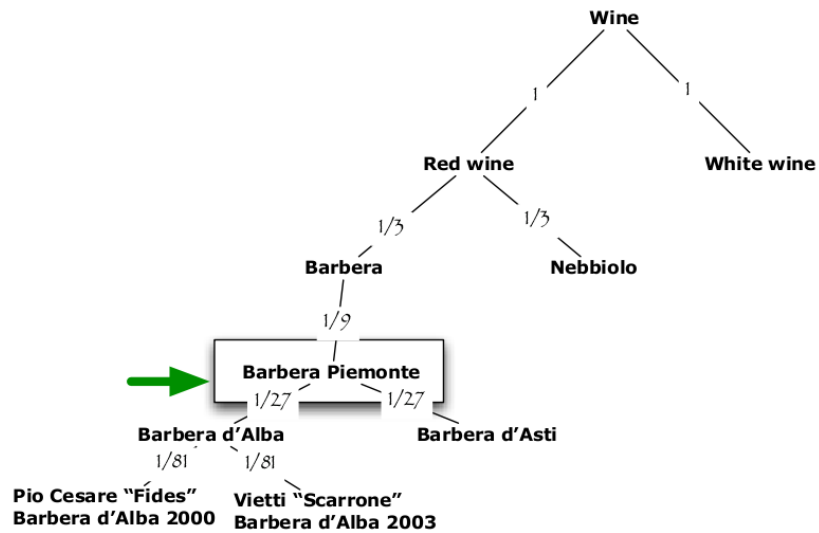 Wine
1
1
Red wine
White wine
1/3
1/3
Barbera
Nebbiolo
1/9
Barbera Piemonte
1/27
1/27
Barbera d’Alba
Barbera d’Asti
1/81
1/81
Pio Cesare “Fides”
Barbera d’Alba 2000
Vietti “Scarrone”
Barbera d’Alba 2003